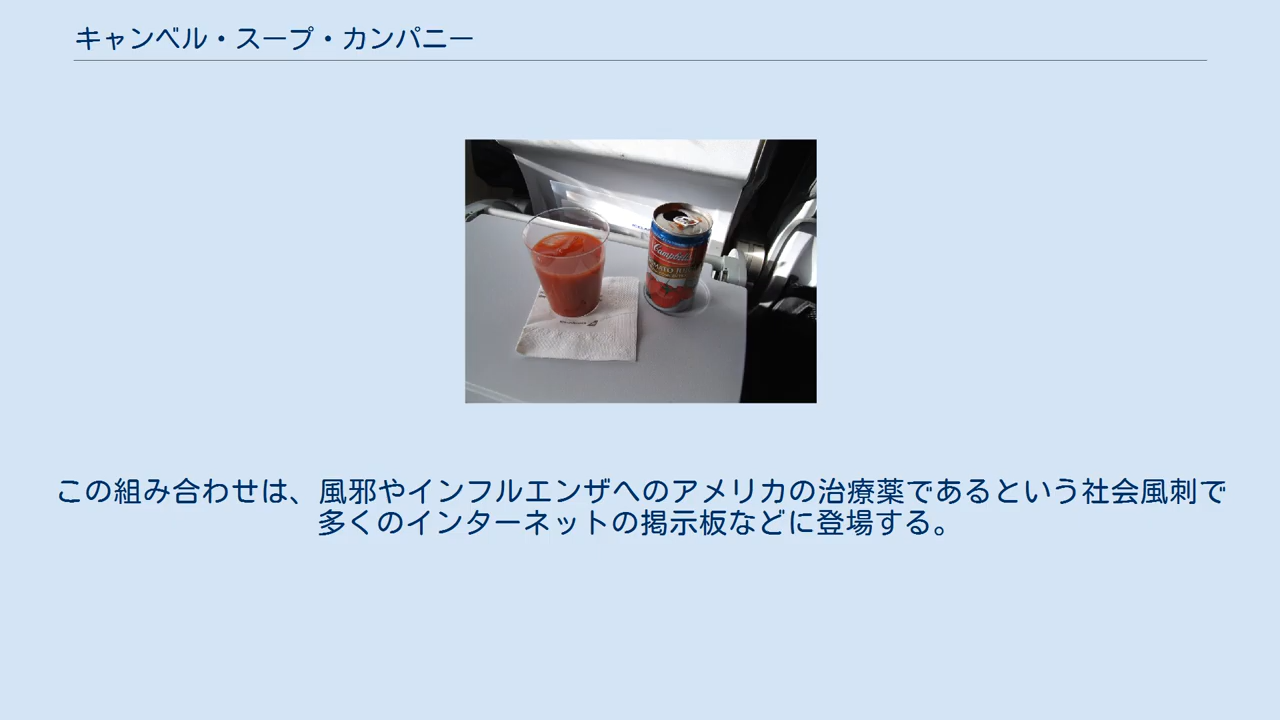 キャンベル・スープ・カンパニー
Campbell's
TOMATO JUICE
この組み合わせは、風邪やインフルエンザへのアメリカの治療薬であるという社会風刺で
多くのインターネットの掲示板などに登場する。